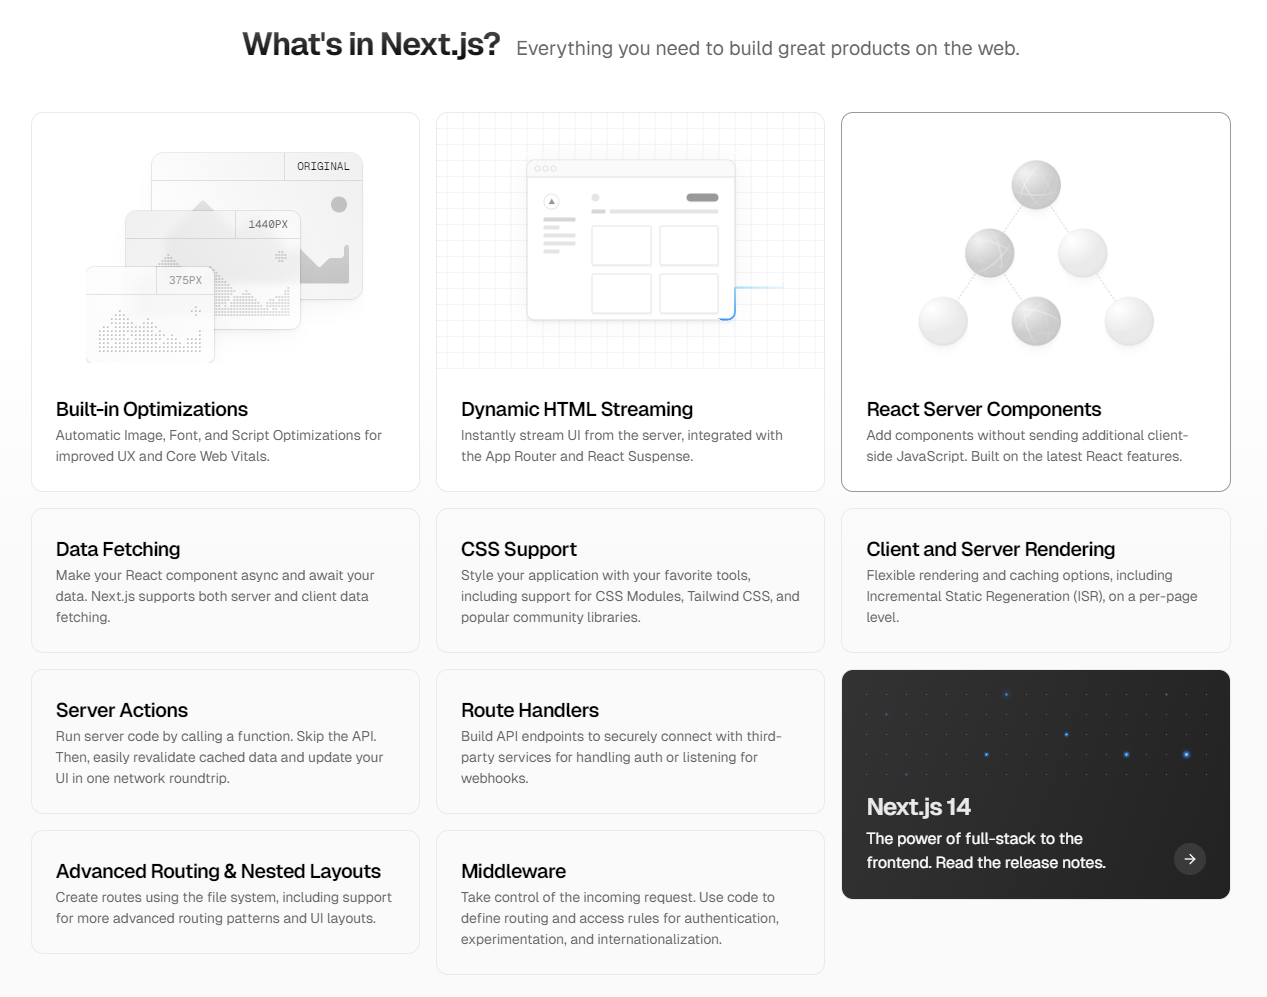 What's in Next.js? Everything you need to build great products on the web.
ORIGINAL
1440PX
375PX
Built-in Optimizations
Automatic Image, Font, and Script Optimizations for
improved UX and Core Web Vitals.
Dynamic HTML Streaming
Instantly stream UI from the server, integrated with
the App Router and React Suspense.
React Server Components
Add components without sending additional client-
side JavaScript. Built on the latest React features.
Data Fetching
Make your React component async and await your
data. Next.js supports both server and client data
fetching.
CSS Support
Style your application with your favorite tools,
including support for CSS Modules, Tailwind CSS, and
popular community libraries.
Client and Server Rendering
Flexible rendering and caching options, including
Incremental Static Regeneration (ISR), on a per-page
level.
Server Actions
Run server code by calling a function. Skip the API.
Then, easily revalidate cached data and update your
UI in one network roundtrip.
Route Handlers
Build API endpoints to securely connect with third-
party services for handling auth or listening for
webhooks.
Next.js 14
The power of full-stack to the
frontend. Read the release notes.
Advanced Routing & Nested Layouts
Create routes using the file system, including support
for more advanced routing patterns and UI layouts.
Middleware
Take control of the incoming request. Use code to
define routing and access rules for authentication,
experimentation, and internationalization.